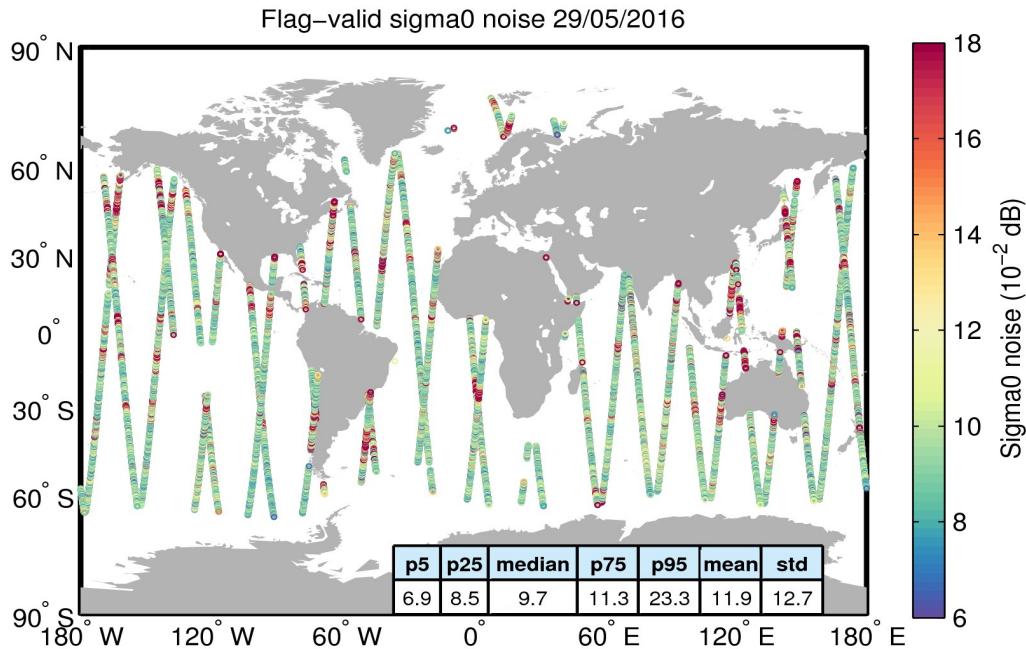 Flag−valid sigma0 noise 29/05/2016
90° N
60° N
30° N
0°
30° S
60° S
90° S
180° W
120° W
60° W
0°
60° E
120° E
180° E
p5 p25 median p75 p95 mean std
6.9 8.5 9.7 11.3 23.3 11.9 12.7
18
16
14
12
10
8
6
Sigma0 noise (10⁻² dB)